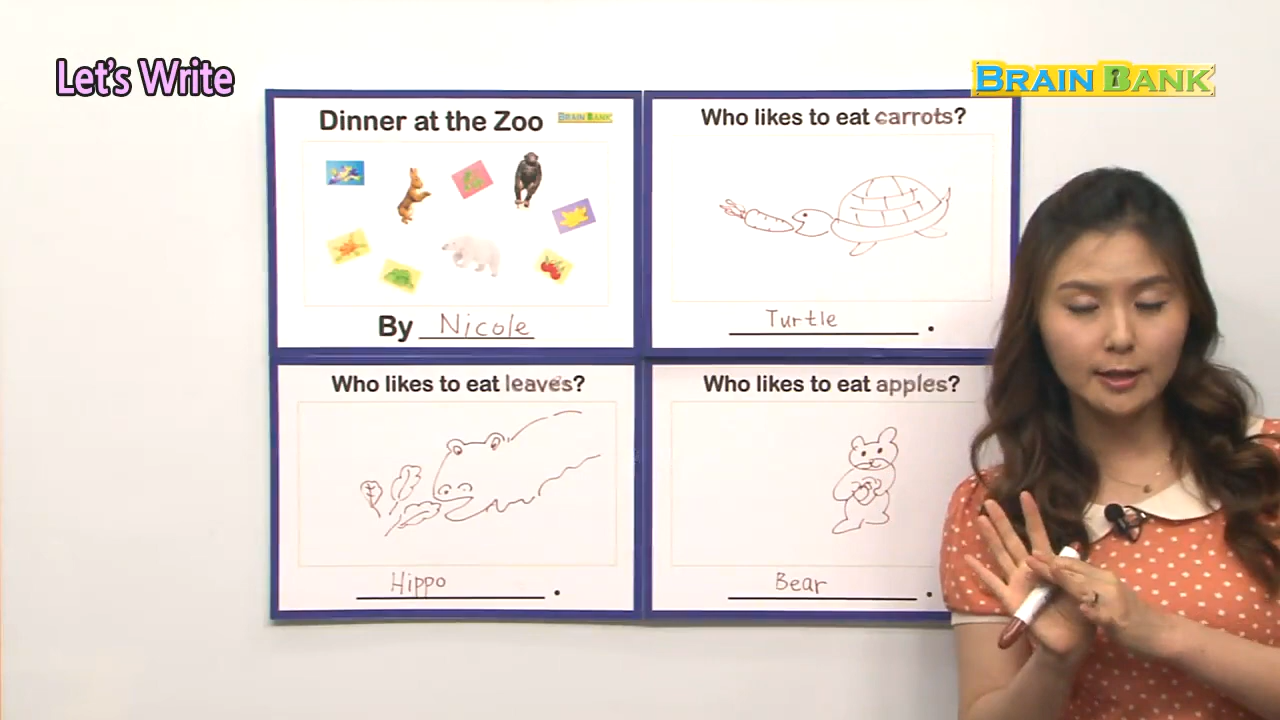 Let's Write
BRAIN BANK
Dinner at the Zoo
BRAIN BANK
By Nicole
Who likes to eat carrots?
Turtle.
Who likes to eat leaves?
Hippo.
Who likes to eat apples?
Bear.